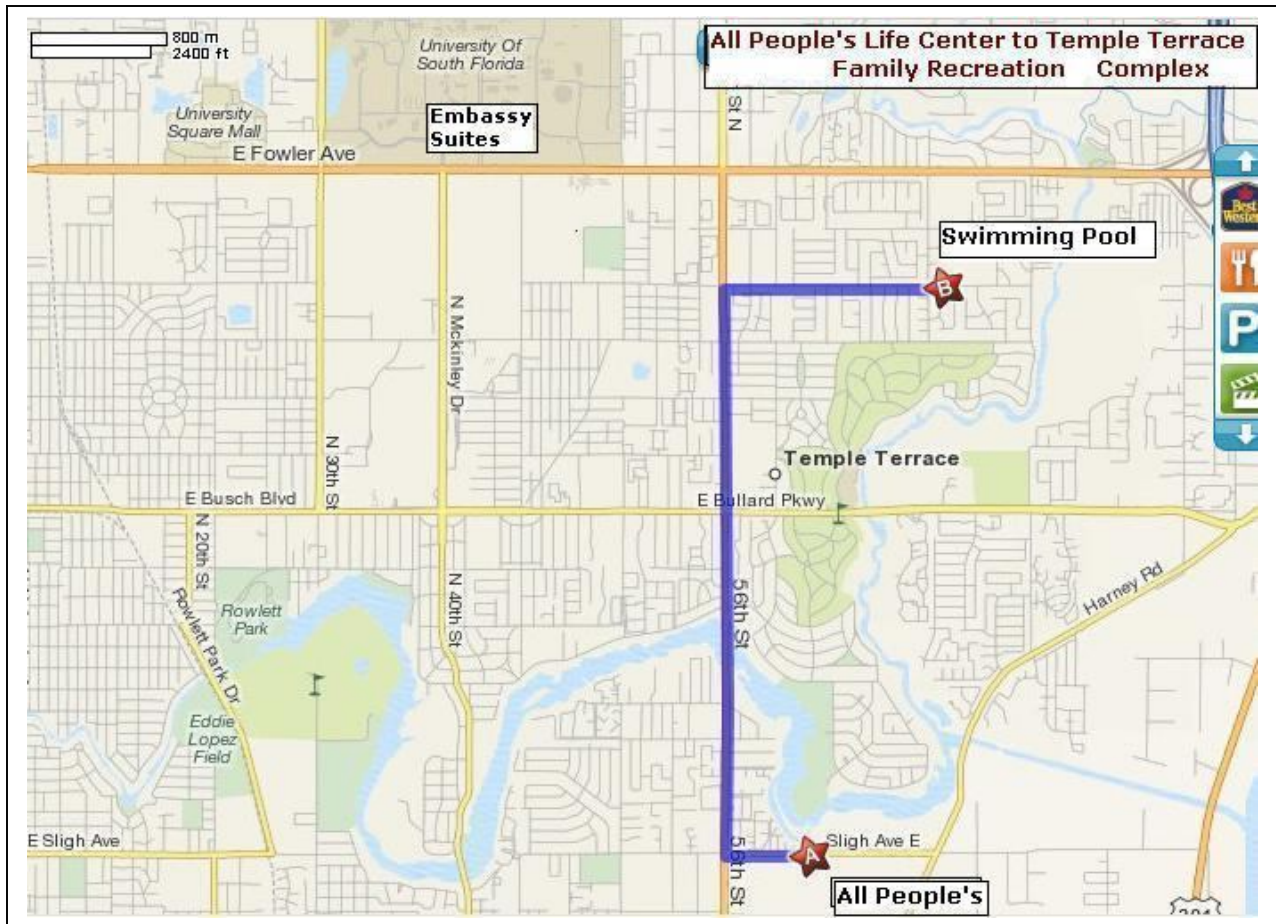 800 m
2400 ft
University Of
South Florida
All People's Life Center to Temple Terrace
Family Recreation Complex
University
Square Mall
Embassy
Suites
St N
E Fowler Ave
Best
Western
Swimming Pool
B
P
N Mckinley Dr
N 30th St
Temple Terrace
E Busch Blvd
E Bullard Pkwy
N 20th St
N 40th St
56th St
Harney Rd
Rowlett
Park
Rowlett Park Dr
Eddie
Lopez
Field
E Sligh Ave
56th St
A
Sligh Ave E
All People's